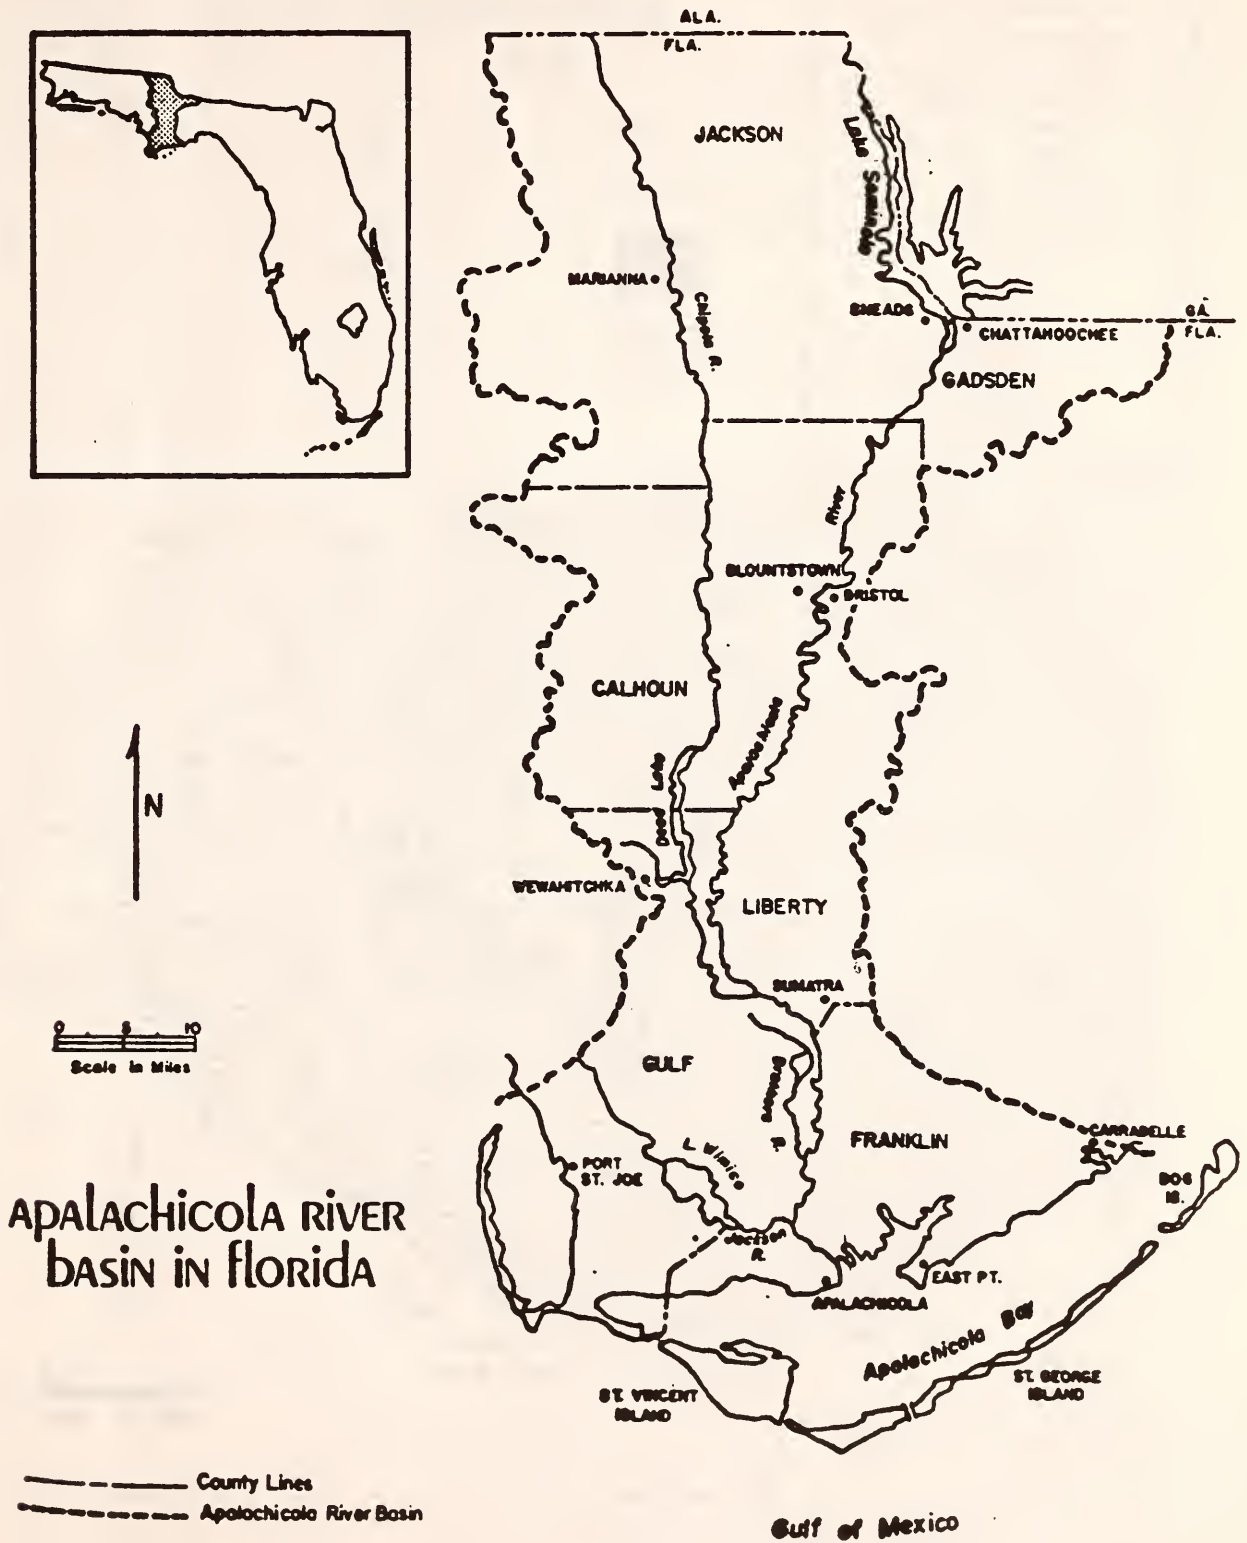 ALA.
FLA.
JACKSON
Lake Seminole
MARIANNA
Chipola R.
SNEADS
CHATTAHOOCHEE
GA.
FLA.
GADSDEN
River
BLOUNTSTOWN
BRISTOL
CALHOUN
Apalachicola
Dead Lake
N
WEWAHITCHKA
LIBERTY
SUMATRA
0 5 10
Scale in Miles
GULF
Brothers R.
FRANKLIN
CARRABELLE
L. Wimico
PORT
ST. JOE
DOG
IS.
APALACHICOLA RIVER
BASIN IN FLORIDA
Jackson
R.
EAST PT.
APALACHICOLA
Apalachicola Bay
ST. GEORGE
ISLAND
ST. VINCENT
ISLAND
County Lines
Apalachicola River Basin
Gulf of Mexico